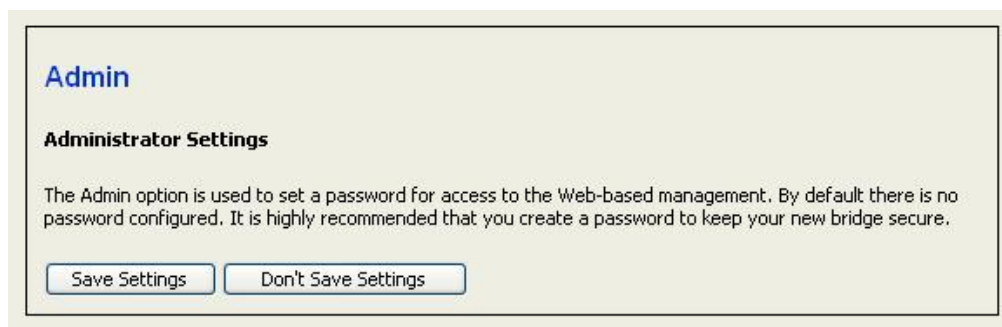 Admin
Administrator Settings
The Admin option is used to set a password for access to the Web-based management. By default there is no
password configured. It is highly recommended that you create a password to keep your new bridge secure.
Save Settings Don't Save Settings